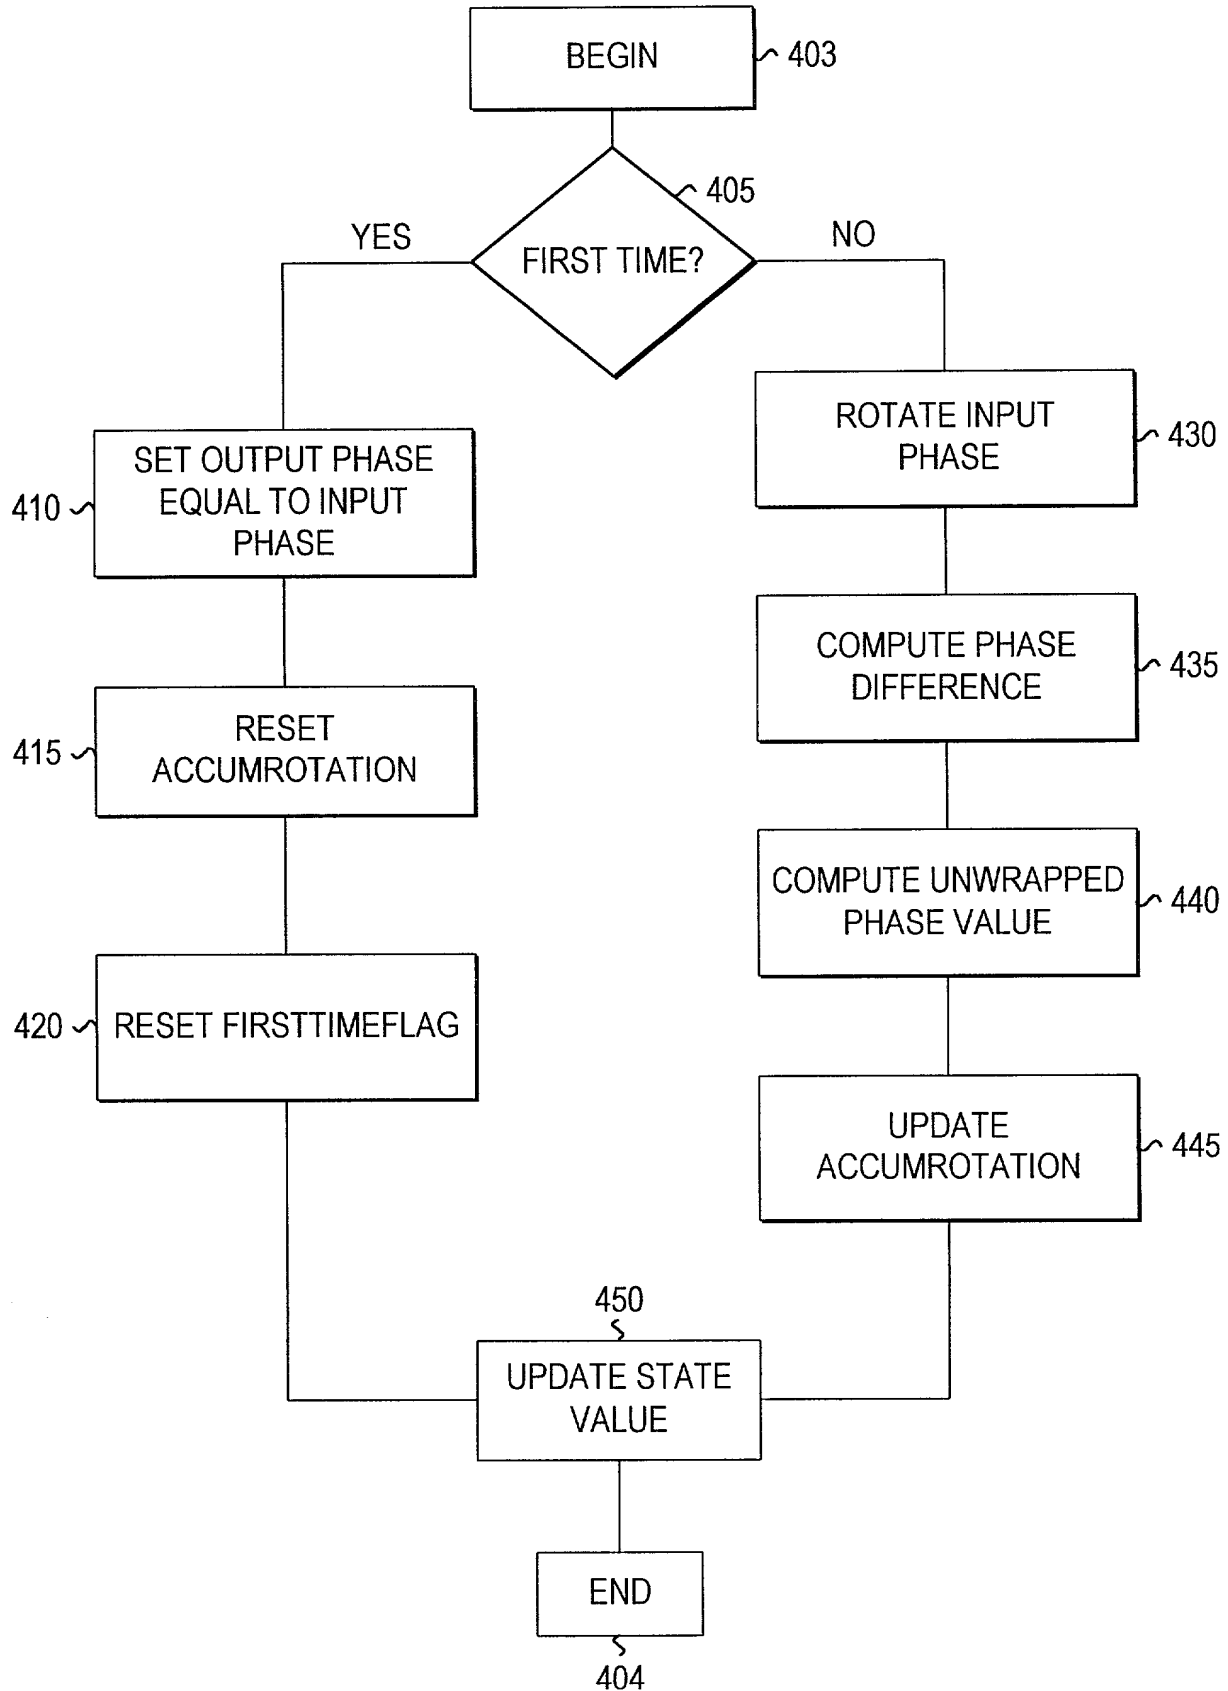 BEGIN
403
405
FIRST TIME?
YES
NO
SET OUTPUT PHASE
EQUAL TO INPUT
PHASE
410
RESET
ACCUMROTATION
415
RESET FIRSTTIMEFLAG
420
ROTATE INPUT
PHASE
430
COMPUTE PHASE
DIFFERENCE
435
COMPUTE UNWRAPPED
PHASE VALUE
440
UPDATE
ACCUMROTATION
445
450
UPDATE STATE
VALUE
END
404